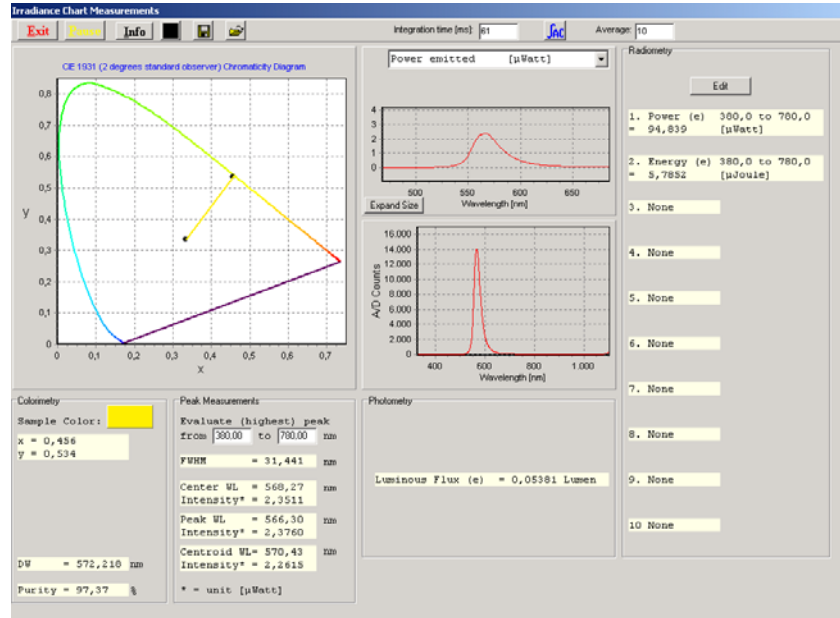 Irradiance Chart Measurements
Exit Pause Info Integration time [ms]: 61 SAC Average: 10
CIE 1931 (2 degrees standard observer) Chromaticity Diagram
0,8
0,7
0,6
0,5
y 0,4
0,3
0,2
0,1
0
0 0,1 0,2 0,3 0,4 0,5 0,6 0,7
x
Power emitted [µWatt]
4
3
2
1
0
500 550 600 650
Expand Size Wavelength [nm]
16.000
14.000
12.000
10.000
8.000
6.000
4.000
2.000
0
A/D Counts
400 600 800 1.000
Wavelength [nm]
Radiometry
Edit
1. Power (e) 380,0 to 780,0
= 94,839 [µWatt]
2. Energy (e) 380,0 to 780,0
= 5,7852 [µJoule]
3. None
4. None
5. None
6. None
7. None
8. None
9. None
10 None
Colorimetry
Sample Color:
x = 0,456
y = 0,534
DW = 572,218 nm
Purity = 97,37 %
Peak Measurements
Evaluate (highest) peak
from 380,00 to 780,00 nm
FWHM = 31,441 nm
Center WL = 568,27 nm
Intensity* = 2,3511
Peak WL = 566,30 nm
Intensity* = 2,3760
Centroid WL= 570,43 nm
Intensity* = 2,2615
* = unit [µWatt]
Photometry
Luminous Flux (e) = 0,05381 Lumen